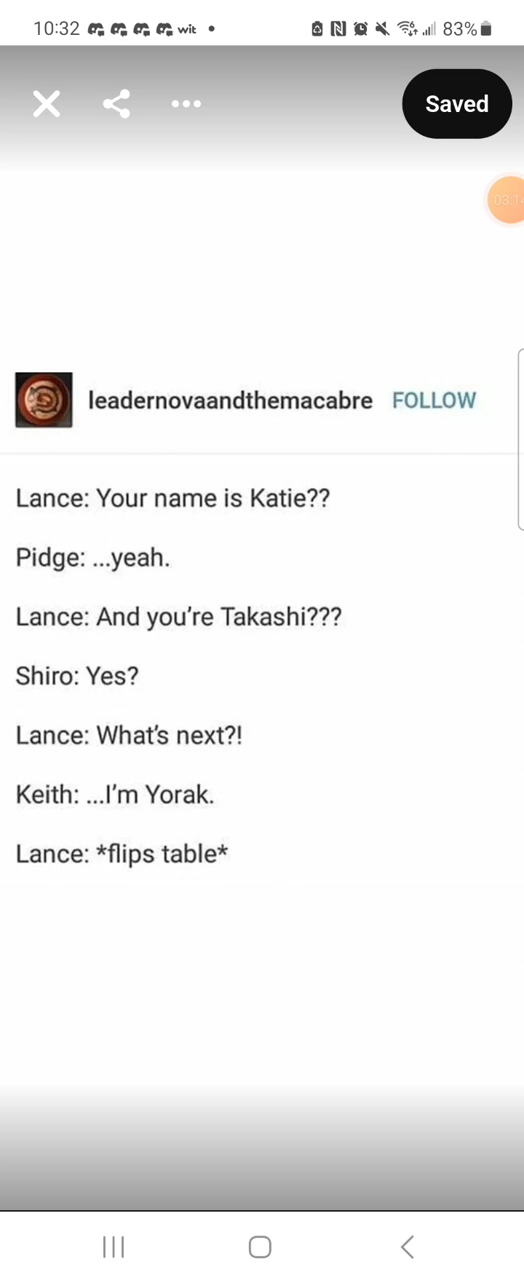 10:32 wit 83%
Saved
leadernovaandthemacabre FOLLOW
Lance: Your name is Katie??
Pidge: ...yeah.
Lance: And you're Takashi???
Shiro: Yes?
Lance: What's next?!
Keith: ...I'm Yorak.
Lance: *flips table*